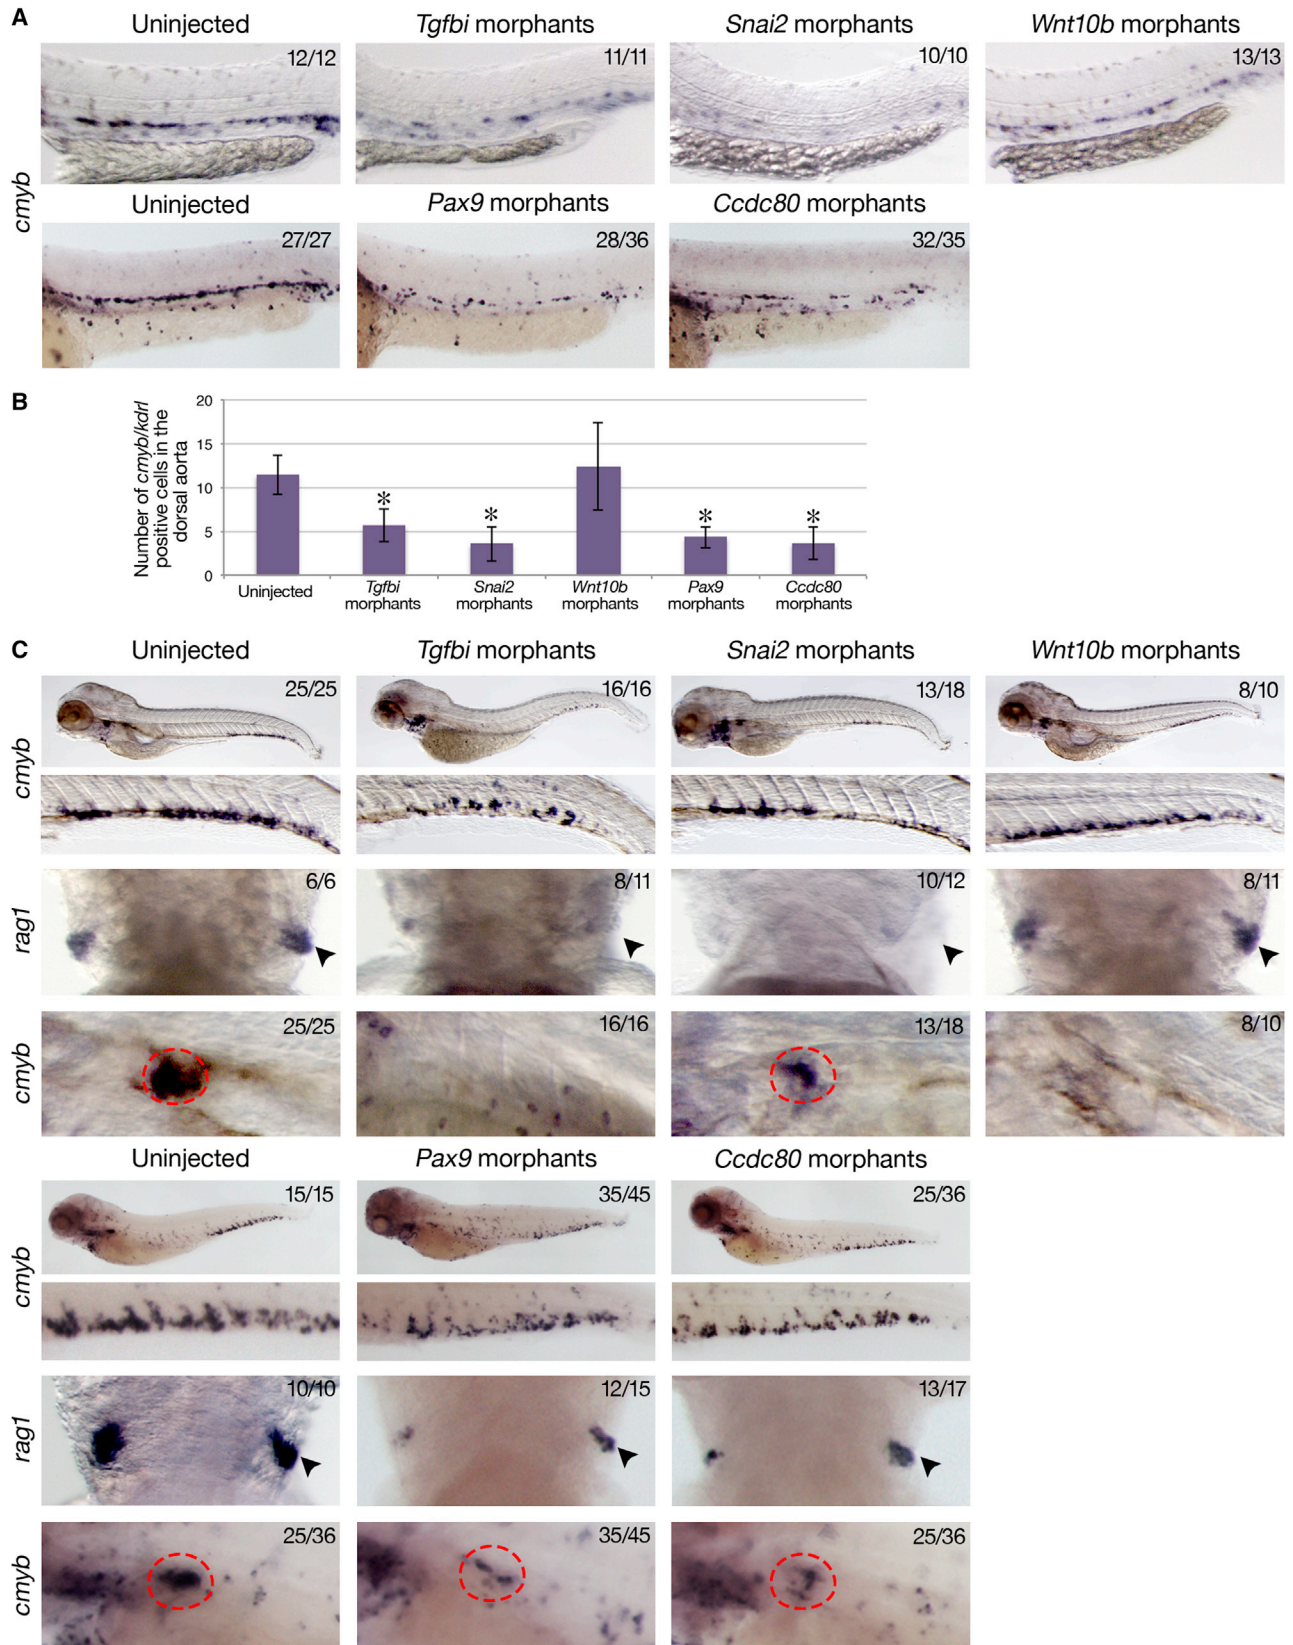 A
Uninjected
Tgfbi morphants
Snai2 morphants
Wnt10b morphants
12/12
11/11
10/10
13/13
cmyb
Uninjected
Pax9 morphants
Ccdc80 morphants
27/27
28/36
32/35
B
Number of cmyb/kdrl
positive cells in the
dorsal aorta
20
15
10
5
0
*
*
*
*
Uninjected
Tgfbi
morphants
Snai2
morphants
Wnt10b
morphants
Pax9
morphants
Ccdc80
morphants
C
Uninjected
Tgfbi morphants
Snai2 morphants
Wnt10b morphants
cmyb
25/25
16/16
13/18
8/10
rag1
6/6
8/11
10/12
8/11
cmyb
25/25
16/16
13/18
8/10
Uninjected
Pax9 morphants
Ccdc80 morphants
cmyb
15/15
35/45
25/36
rag1
10/10
12/15
13/17
cmyb
25/36
35/45
25/36